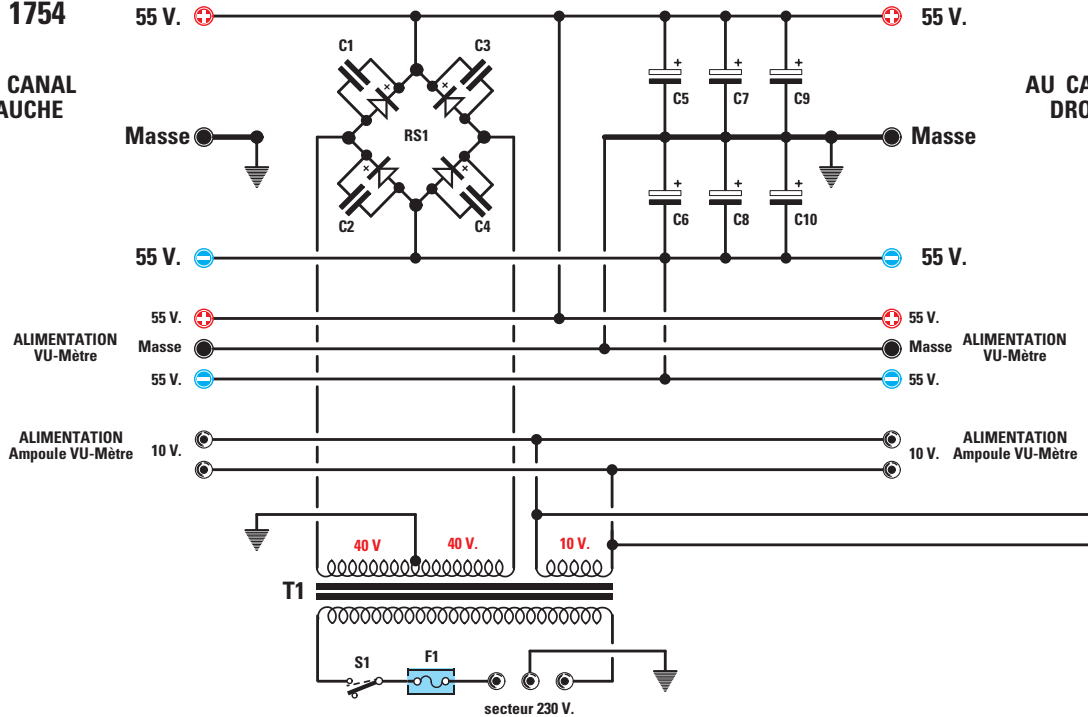 1754
55 V.
55 V.
C1
C3
CANAL
AUCHE
AU CA
DRO
C5
C7
C9
RS1
Masse
Masse
C2
C4
C6
C8
C10
55 V.
55 V.
55 V.
55 V.
ALIMENTATION
VU-Mètre
Masse
Masse
ALIMENTATION
VU-Mètre
55 V.
55 V.
ALIMENTATION
Ampoule VU-Mètre
10 V.
10 V.
ALIMENTATION
Ampoule VU-Mètre
40 V
40 V.
10 V.
T1
S1
F1
secteur 230 V.